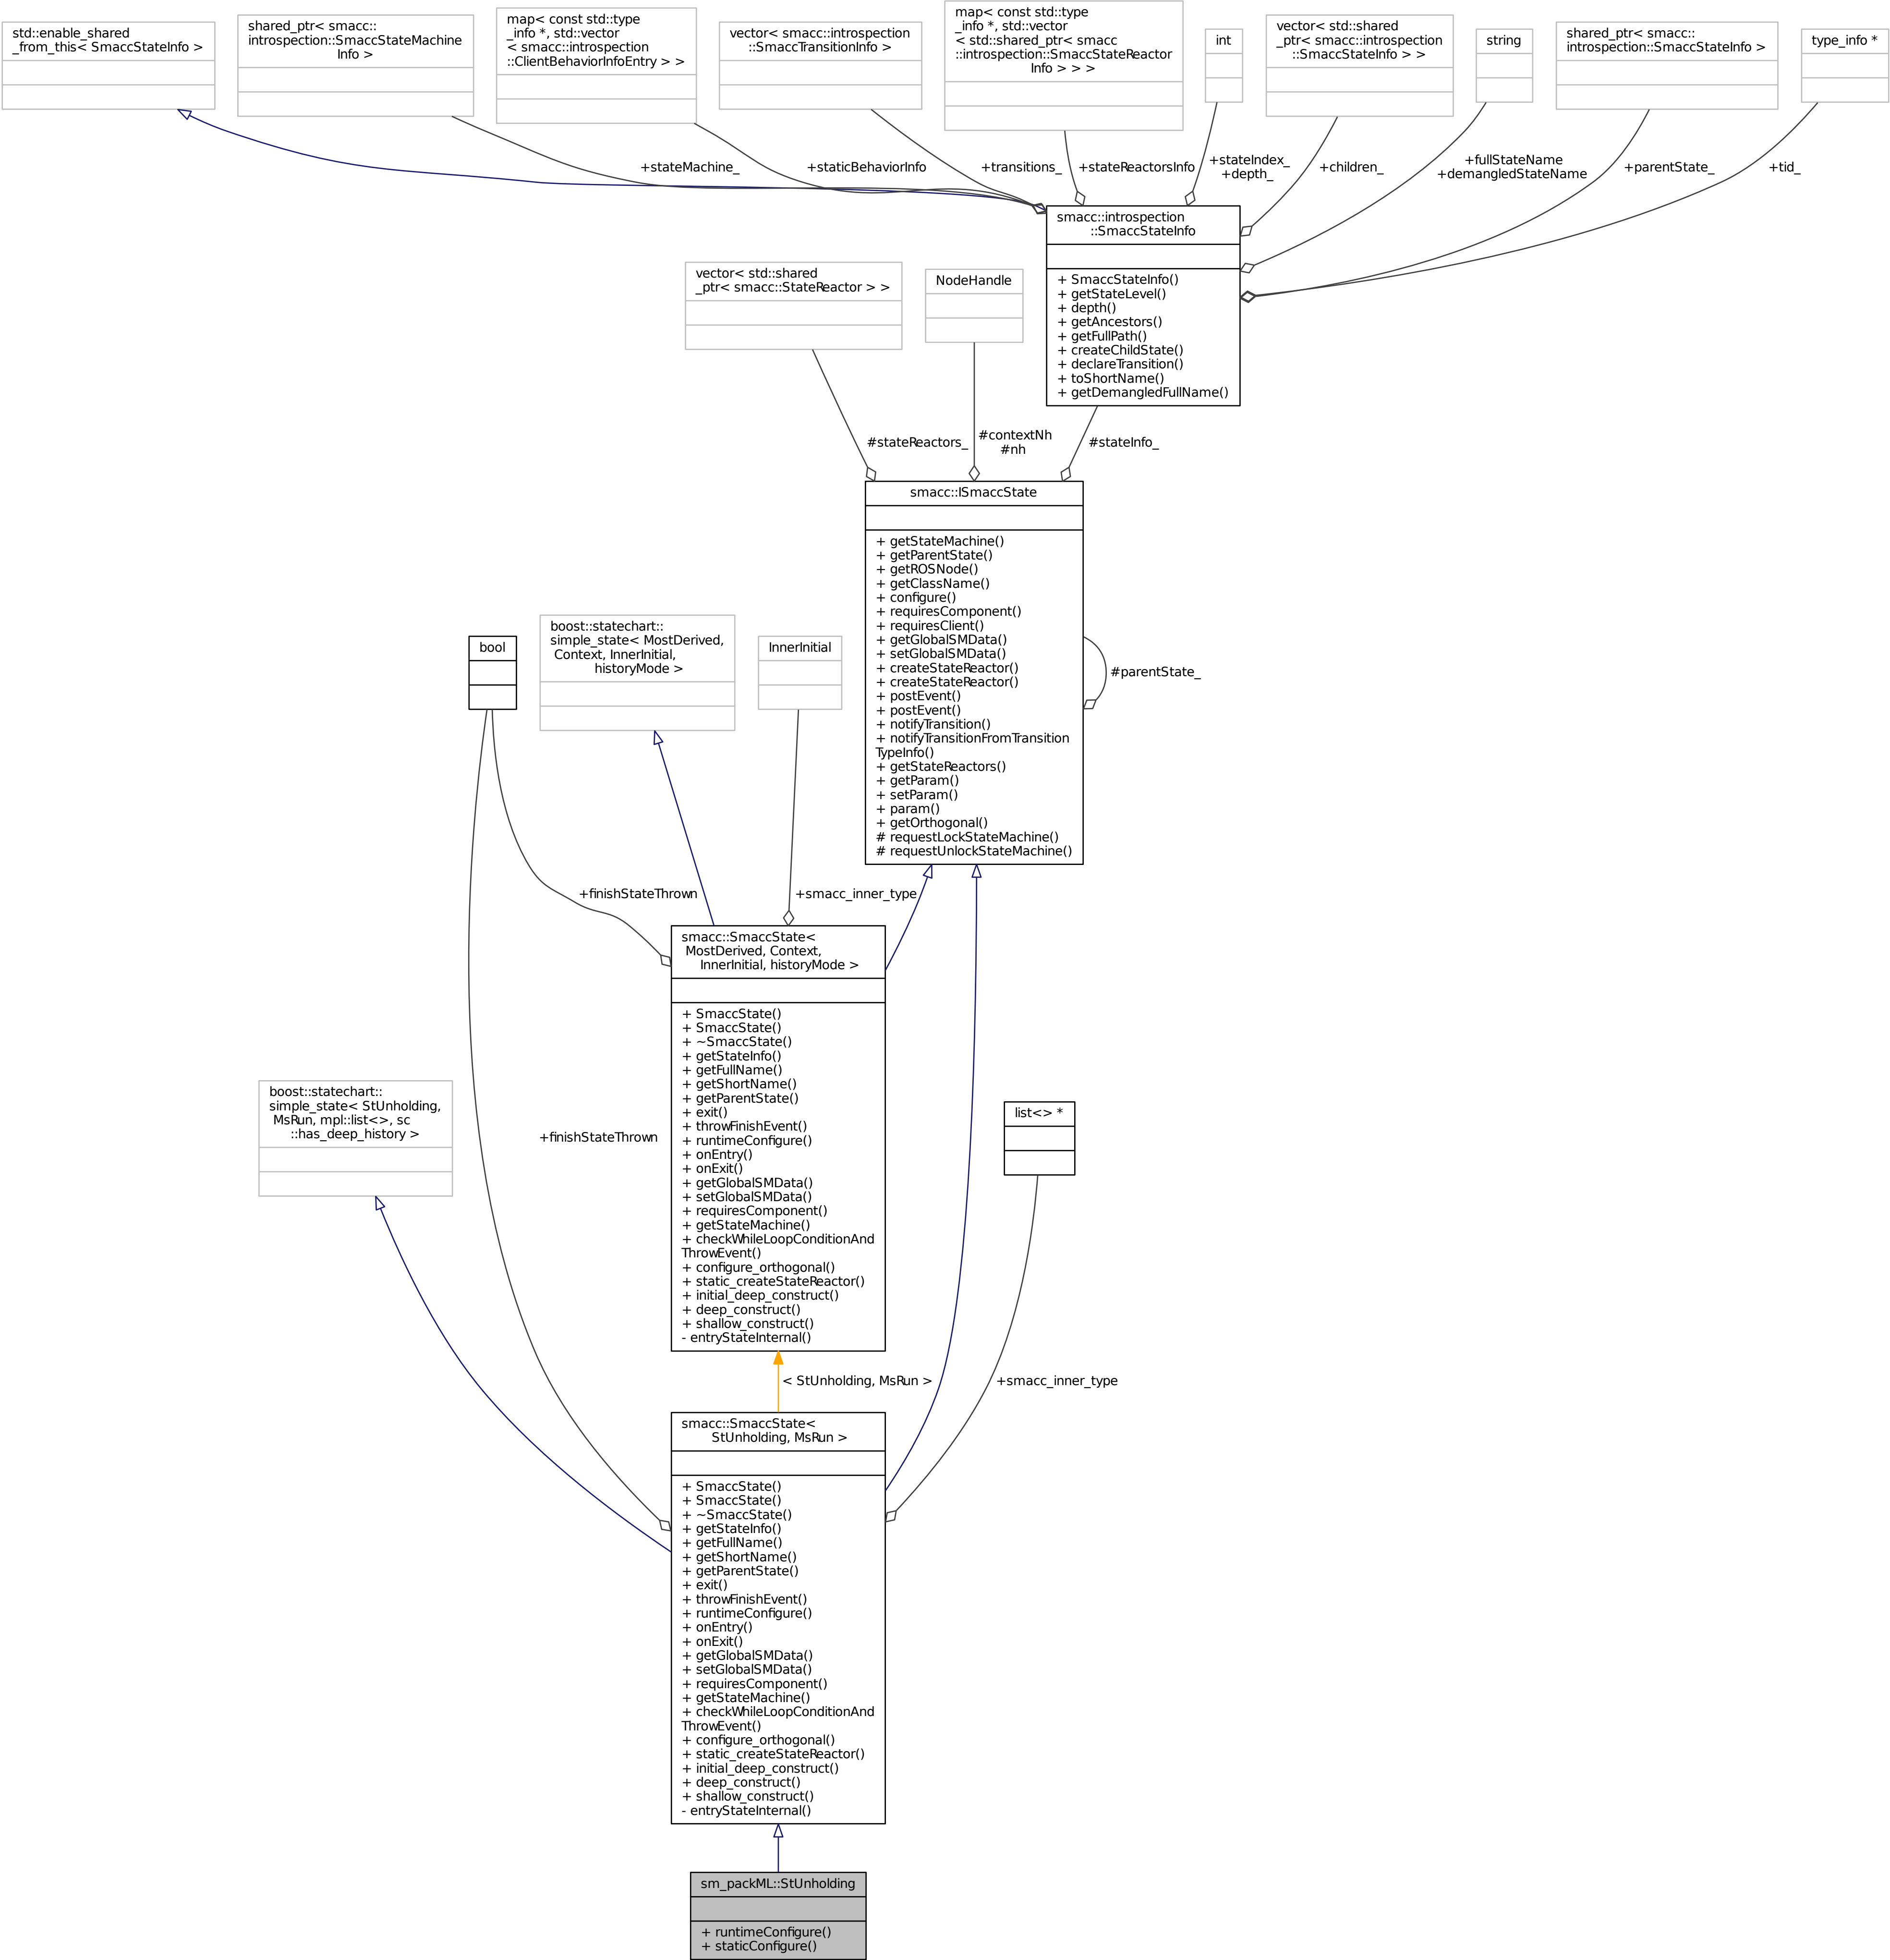 std::enable_shared
_from_this< SmaccStateInfo >
shared_ptr< smacc::
introspection::SmaccStateMachine
Info >
map< const std::type
_info *, std::vector
< smacc::introspection
::ClientBehaviorInfoEntry > >
vector< smacc::introspection
::SmaccTransitionInfo >
map< const std::type
_info *, std::vector
< std::shared_ptr< smacc
::introspection::SmaccStateReactor
Info > > >
int
vector< std::shared
_ptr< smacc::introspection
::SmaccStateInfo > >
string
shared_ptr< smacc::
introspection::SmaccStateInfo >
type_info *
+stateMachine_
+staticBehaviorInfo
+transitions_
+stateReactorsInfo
+stateIndex_
+depth_
+children_
+fullStateName
+demangledStateName
+parentState_
+tid_
smacc::introspection
::SmaccStateInfo
+ SmaccStateInfo()
+ getStateLevel()
+ depth()
+ getAncestors()
+ getFullPath()
+ createChildState()
+ declareTransition()
+ toShortName()
+ getDemangledFullName()
vector< std::shared
_ptr< smacc::StateReactor > >
NodeHandle
#stateReactors_
#contextNh
#nh
#stateInfo_
smacc::ISmaccState
+ getStateMachine()
+ getParentState()
+ getROSNode()
+ getClassName()
+ configure()
+ requiresComponent()
+ requiresClient()
+ getGlobalSMData()
+ setGlobalSMData()
+ createStateReactor()
+ createStateReactor()
+ postEvent()
+ postEvent()
+ notifyTransition()
+ notifyTransitionFromTransition
TypeInfo()
+ getStateReactors()
+ getParam()
+ setParam()
+ param()
+ getOrthogonal()
# requestLockStateMachine()
# requestUnlockStateMachine()
#parentState_
bool
boost::statechart::
simple_state< MostDerived,
Context, InnerInitial,
historyMode >
InnerInitial
+finishStateThrown
+smacc_inner_type
smacc::SmaccState<
MostDerived, Context,
InnerInitial, historyMode >
+ SmaccState()
+ SmaccState()
+ ~SmaccState()
+ getStateInfo()
+ getFullName()
+ getShortName()
+ getParentState()
+ exit()
+ throwFinishEvent()
+ runtimeConfigure()
+ onEntry()
+ onExit()
+ getGlobalSMData()
+ setGlobalSMData()
+ requiresComponent()
+ getStateMachine()
+ checkWhileLoopConditionAnd
ThrowEvent()
+ configure_orthogonal()
+ static_createStateReactor()
+ initial_deep_construct()
+ deep_construct()
+ shallow_construct()
- entryStateInternal()
boost::statechart::
simple_state< StUnholding,
MsRun, mpl::list<>, sc
::has_deep_history >
+finishStateThrown
list<> *
< StUnholding, MsRun >
+smacc_inner_type
smacc::SmaccState<
StUnholding, MsRun >
+ SmaccState()
+ SmaccState()
+ ~SmaccState()
+ getStateInfo()
+ getFullName()
+ getShortName()
+ getParentState()
+ exit()
+ throwFinishEvent()
+ runtimeConfigure()
+ onEntry()
+ onExit()
+ getGlobalSMData()
+ setGlobalSMData()
+ requiresComponent()
+ getStateMachine()
+ checkWhileLoopConditionAnd
ThrowEvent()
+ configure_orthogonal()
+ static_createStateReactor()
+ initial_deep_construct()
+ deep_construct()
+ shallow_construct()
- entryStateInternal()
sm_packML::StUnholding
+ runtimeConfigure()
+ staticConfigure()